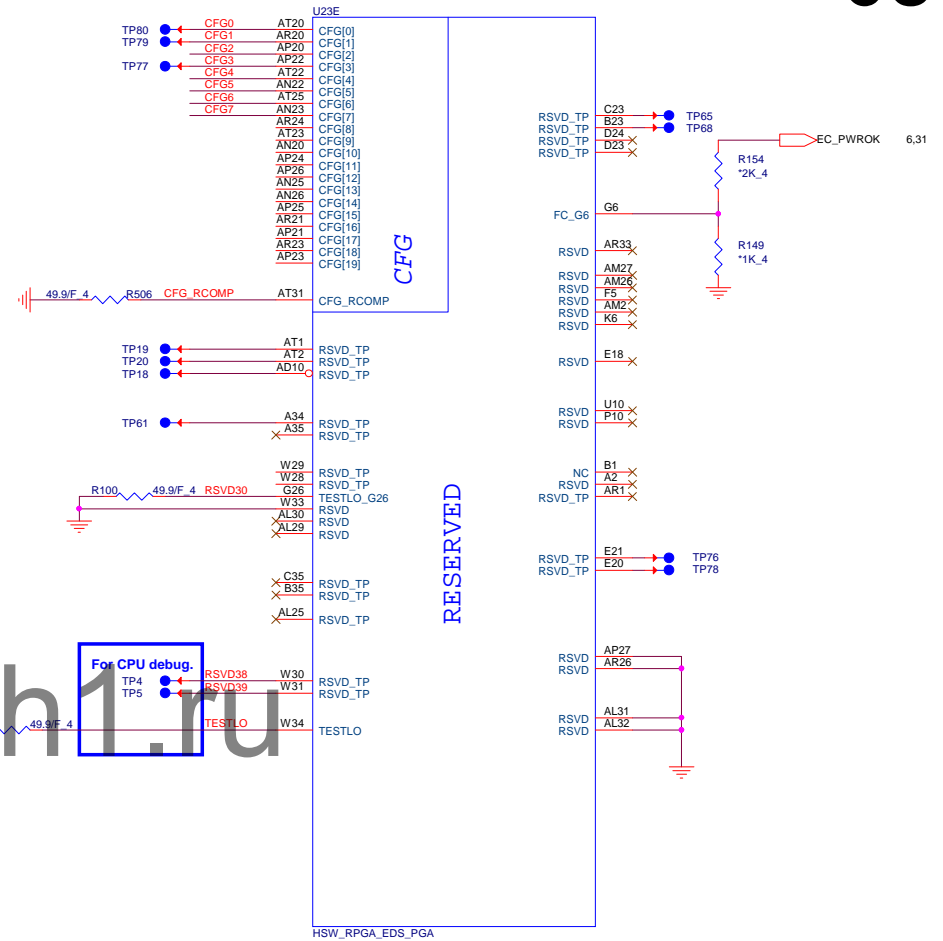 U23E
TP80 CFG0 AT20 CFG[0]
TP79 CFG1 AR20 CFG[1]
CFG2 AP20 CFG[2]
TP77 CFG3 AP22 CFG[3]
CFG4 AT22 CFG[4]
CFG5 AN22 CFG[5]
CFG6 AT25 CFG[6]
CFG7 AN23 CFG[7]
AR24 CFG[8]
AT23 CFG[9]
AN20 CFG[10]
AP24 CFG[11]
AP26 CFG[12]
AN25 CFG[13]
AN26 CFG[14]
AP25 CFG[15]
AR21 CFG[16]
AP21 CFG[17]
AR23 CFG[18]
AP23 CFG[19]
CFG
49.9/F_4 R506 CFG_RCOMP AT31 CFG_RCOMP
TP19 AT1 RSVD_TP
TP20 AT2 RSVD_TP
TP18 AD10 RSVD_TP
TP61 A34 RSVD_TP
A35 RSVD_TP
W29 RSVD_TP
W28 RSVD_TP
R100 49.9/F_4 RSVD30 G26 TESTLO_G26
W33 RSVD
AL30 RSVD
AL29 RSVD
C35 RSVD_TP
B35 RSVD_TP
AL25 RSVD_TP
For CPU debug.
TP4 RSVD38 W30 RSVD_TP
TP5 RSVD39 W31 RSVD_TP
49.9/F_4 TESTLO W34 TESTLO
h1.ru
RESERVED
RSVD_TP C23 TP65
RSVD_TP B23 TP68
RSVD_TP D24
RSVD_TP D23
EC_PWROK 6,31
R154
*2K_4
FC_G6 G6
R149
*1K_4
RSVD AR33
RSVD AM27
RSVD AM26
RSVD F5
RSVD AM2
RSVD K6
RSVD E18
RSVD U10
RSVD P10
NC B1
RSVD A2
RSVD_TP AR1
RSVD_TP E21 TP76
RSVD_TP E20 TP78
RSVD AP27
RSVD AR26
RSVD AL31
RSVD AL32
HSW_RPGA_EDS_PGA